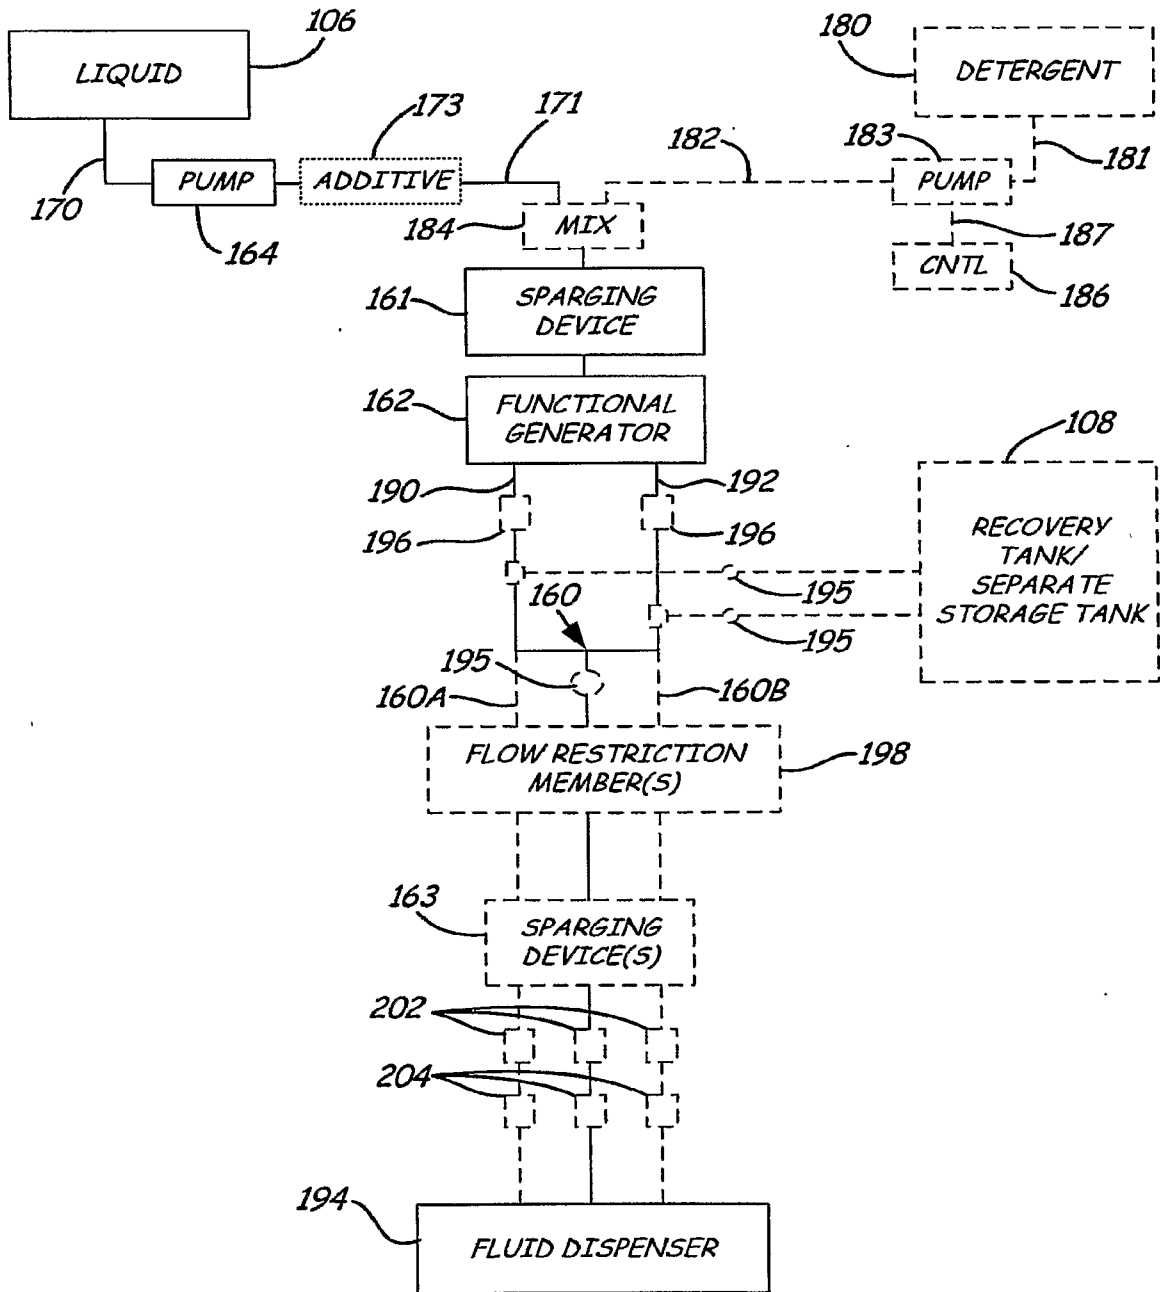 106
180
LIQUID
DETERGENT
173
171
182
183
181
170
PUMP
ADDITIVE
PUMP
164
184
MIX
187
CNTL
186
161
SPARGING
DEVICE
162
FUNCTIONAL
GENERATOR
108
190
192
196
196
RECOVERY
TANK/
SEPARATE
STORAGE TANK
160
195
195
195
160A
160B
FLOW RESTRICTION
MEMBER(S)
198
163
SPARGING
DEVICE(S)
202
204
194
FLUID DISPENSER